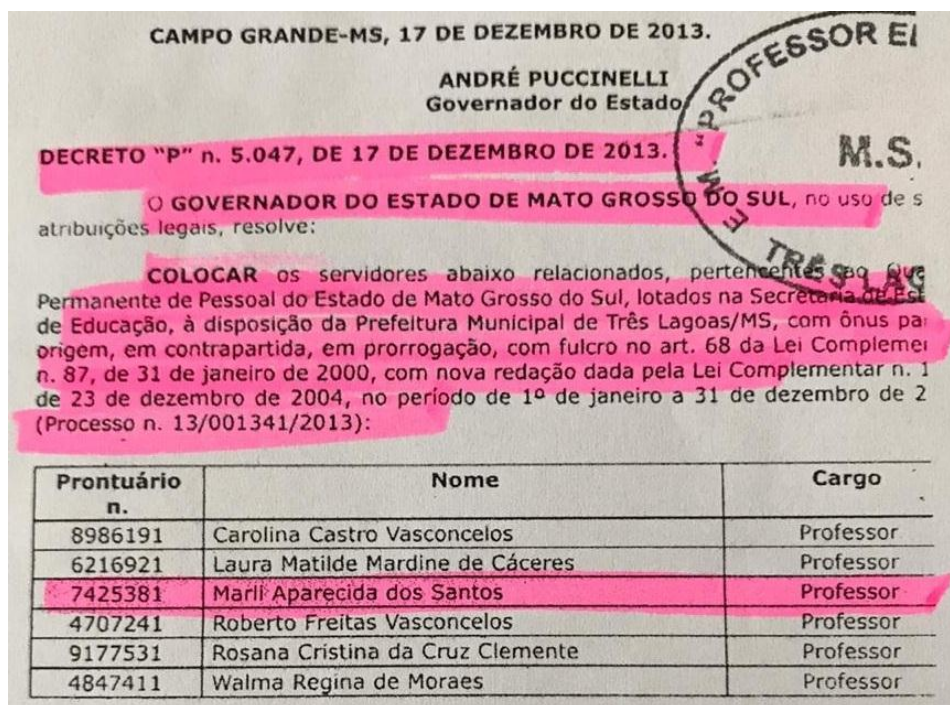 CAMPO GRANDE-MS, 17 DE DEZEMBRO DE 2013.
ANDRÉ PUCCINELLI
Governador do Estado
"PROFESSOR EL
M.S.
M E TRÊS LAG
DECRETO "P" n. 5.047, DE 17 DE DEZEMBRO DE 2013.
O GOVERNADOR DO ESTADO DE MATO GROSSO DO SUL, no uso de s
atribuições legais, resolve:
COLOCAR os servidores abaixo relacionados, pertencentes ao Qua
Permanente de Pessoal do Estado de Mato Grosso do Sul, lotados na Secretaria de Est
de Educação, à disposição da Prefeitura Municipal de Três Lagoas/MS, com ônus pa
origem, em contrapartida, em prorrogação, com fulcro no art. 68 da Lei Complemen
n. 87, de 31 de janeiro de 2000, com nova redação dada pela Lei Complementar n. 1
de 23 de dezembro de 2004, no período de 1º de janeiro a 31 de dezembro de 2
(Processo n. 13/001341/2013):
Prontuário n. Nome Cargo
8986191 Carolina Castro Vasconcelos Professor
6216921 Laura Matilde Mardine de Cáceres Professor
7425381 Marli Aparecida dos Santos Professor
4707241 Roberto Freitas Vasconcelos Professor
9177531 Rosana Cristina da Cruz Clemente Professor
4847411 Walma Regina de Moraes Professor